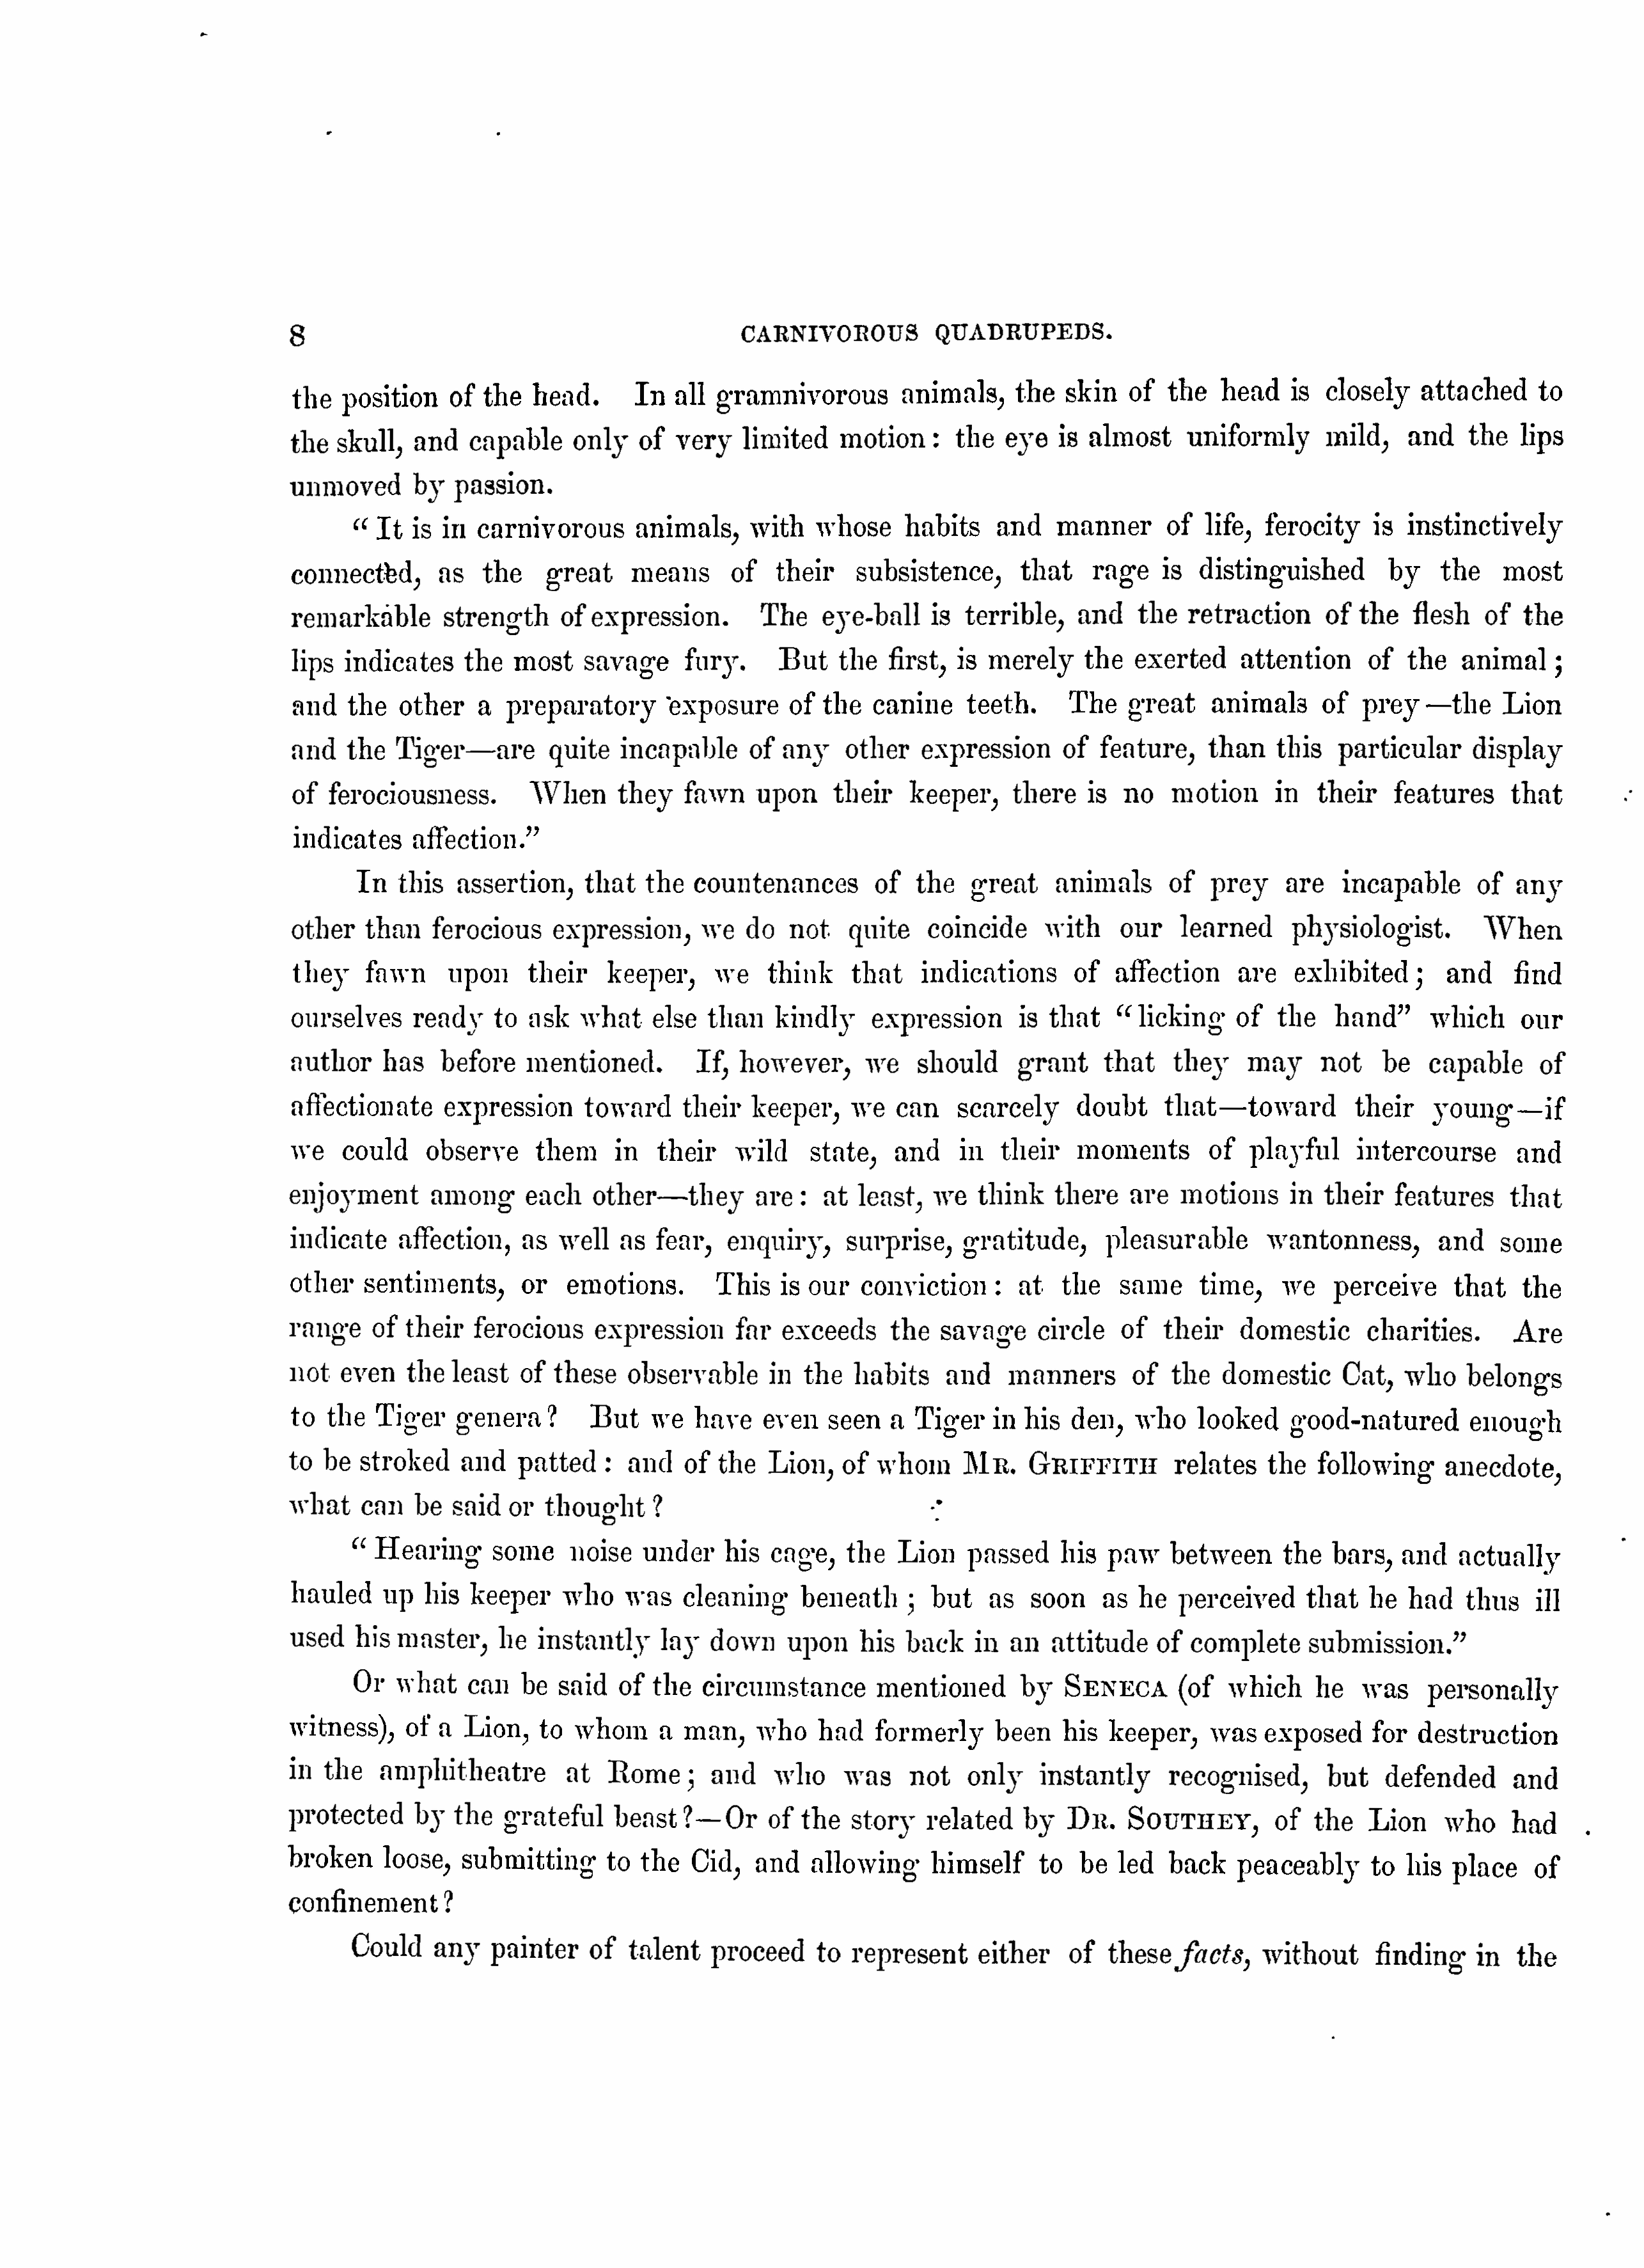 8 CARNIVOROUS QUADRUPEDS.
the position of the head. In all gramnivorous animals, the skin of the head is closely attached to
the skull, and capable only of very limited motion : the eye is almost uniformly mild, and the lips
unmoved by passion.
“ It is in carnivorous animals, with whose habits and manner of life, ferocity is instinctively
connected, as the great means of their subsistence, that rage is distinguished by the most
remarkable strength of expression. The eye-ball is terrible, and the retraction of the flesh of the
lips indicates the most savage fury. But the first, is merely the exerted attention of the animal ;
and the other a preparatory exposure of the canine teeth. The great animals of prey—the Lion
and the Tiger—are quite incapable of any other expression of feature, than this particular display
of ferociousness. When they fawn upon their keeper, there is no motion in their features that
indicates affection.”
In this assertion, that the countenances of the great animals of prey are incapable of any
other than ferocious expression, we do not quite coincide with our learned physiologist. When
they fawn upon their keeper, we think that indications of affection are exhibited ; and find
ourselves ready to ask what else than kindly expression is that “licking of the hand” which our
author has before mentioned. If, however, we should grant that they may not be capable of
affectionate expression toward their keeper, we can scarcely doubt that—toward their young—if
we could observe them in their wild state, and in their moments of playful intercourse and
enjoyment among each other—they are : at least, we think there are motions in their features that
indicate affection, as well as fear, enquiry, surprise, gratitude, pleasurable wantonness, and some
other sentiments, or emotions. This is our conviction : at the same time, we perceive that the
range of their ferocious expression far exceeds the savage circle of their domestic charities. Are
not even the least of these observable in the habits and manners of the domestic Cat, who belongs
to the Tiger genera ? But we have even seen a Tiger in his den, who looked good-natured enough
to be stroked and patted : and of the Lion, of whom MR. GRIFFITH relates the following anecdote,
what can be said or thought ?
“ Hearing some noise under his cage, the Lion passed his paw between the bars, and actually
hauled up his keeper who was cleaning beneath ; but as soon as he perceived that he had thus ill
used his master, he instantly lay down upon his back in an attitude of complete submission.”
Or what can be said of the circumstance mentioned by SENECA (of which he was personally
witness), of a Lion, to whom a man, who had formerly been his keeper, was exposed for destruction
in the amphitheatre at Rome ; and who was not only instantly recognised, but defended and
protected by the grateful beast ?—Or of the story related by DR. SOUTHEY, of the Lion who had
broken loose, submitting to the Cid, and allowing himself to be led back peaceably to his place of
confinement ?
Could any painter of talent proceed to represent either of these facts, without finding in the